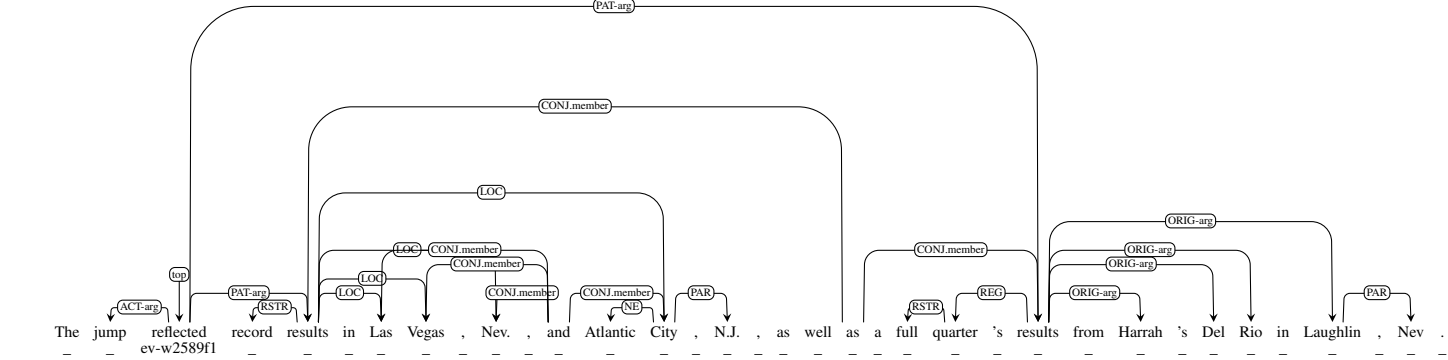 PAT-arg
CONJ.member
LOC
ORIG-arg
LOC CONJ.member CONJ.member ORIG-arg
CONJ.member ORIG-arg
top LOC
PAT-arg LOC CONJ.member CONJ.member PAR REG ORIG-arg PAR
ACT-arg RSTR NE RSTR
The jump reflected record results in Las Vegas , Nev. , and Atlantic City , N.J. , as well as a full quarter 's results from Harrah 's Del Rio in Laughlin , Nev .
_ _ ev-w2589f1 _ _ _ _ _ _ _ _ _ _ _ _ _ _ _ _ _ _ _ _ _ _ _ _ _ _ _ _ _ _ _ _